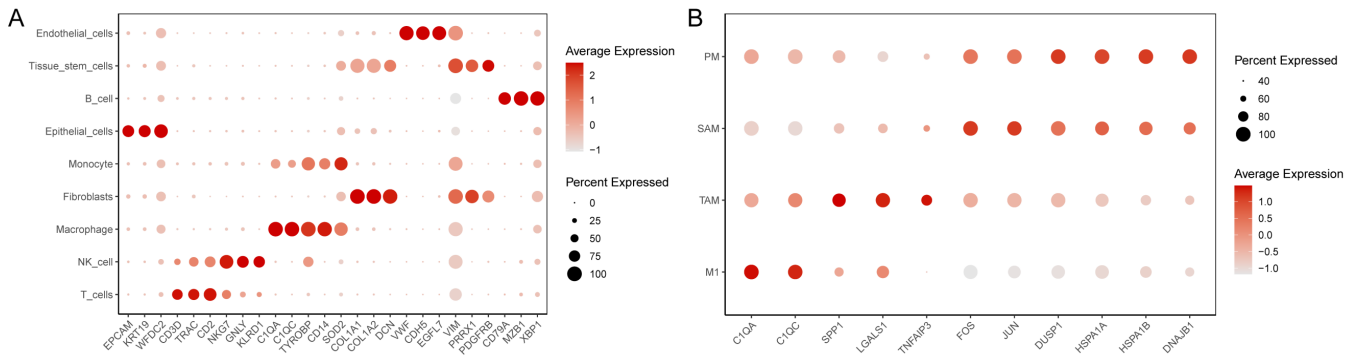 A
Endothelial_cells
Tissue_stem_cells
B_cell
Epithelial_cells
Monocyte
Fibroblasts
Macrophage
NK_cell
T_cells
EPCAM
KRT19
WFDC2
CD3D
TRAC
CD2
NKG7
GNLY
KLRD1
C1QA
C1QC
TYROBP
CD14
SOD2
COL1A1
COL1A2
DCN
VWF
CDH5
EGFL7
VIM
PRRX1
PDGFRB
CD79A
MZB1
XBP1
Average Expression
2
1
0
−1
Percent Expressed
0
25
50
75
100
B
PM
SAM
TAM
M1
C1QA
C1QC
SPP1
LGALS1
TNFAIP3
FOS
JUN
DUSP1
HSPA1A
HSPA1B
DNAJB1
Percent Expressed
40
60
80
100
Average Expression
1.0
0.5
0.0
−0.5
−1.0